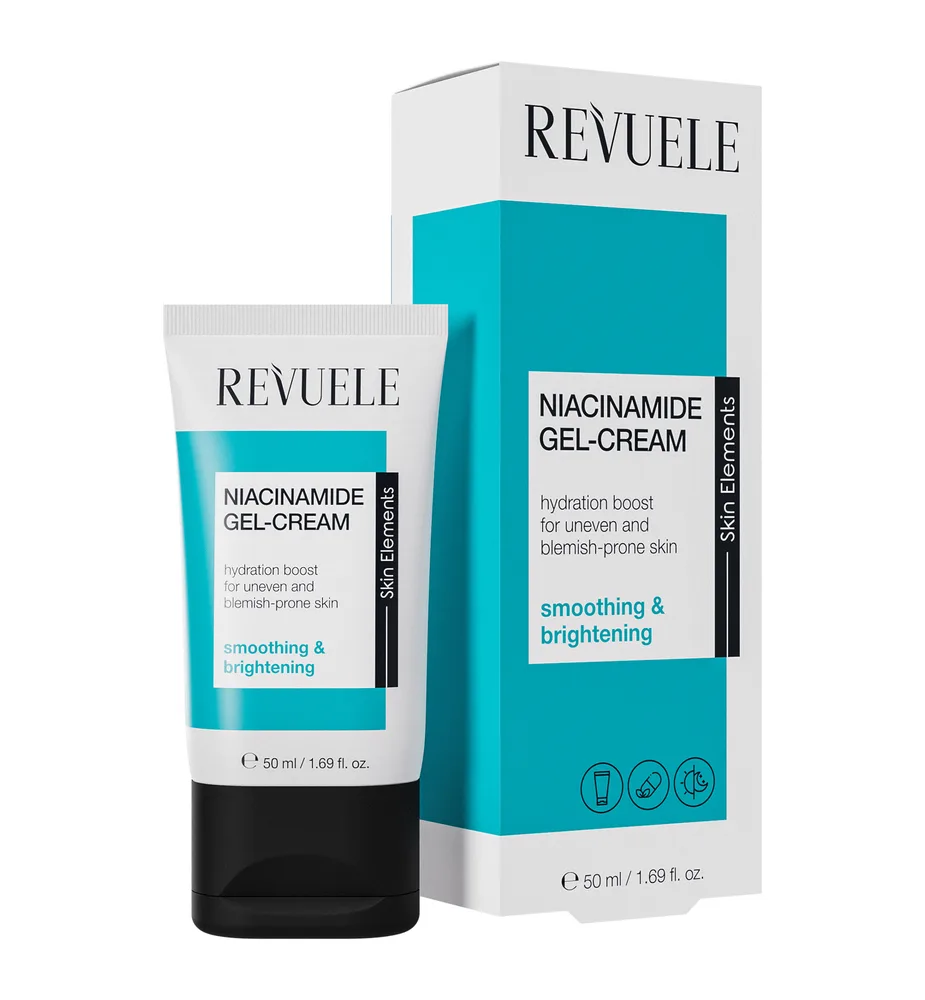 REVUELE
NIACINAMIDE
GEL-CREAM
hydration boost
for uneven and
blemish-prone skin
smoothing &
brightening
Skin Elements
℮ 50 ml / 1.69 fl. oz.
REVUELE
NIACINAMIDE
GEL-CREAM
hydration boost
for uneven and
blemish-prone skin
smoothing &
brightening
Skin Elements
℮ 50 ml / 1.69 fl. oz.